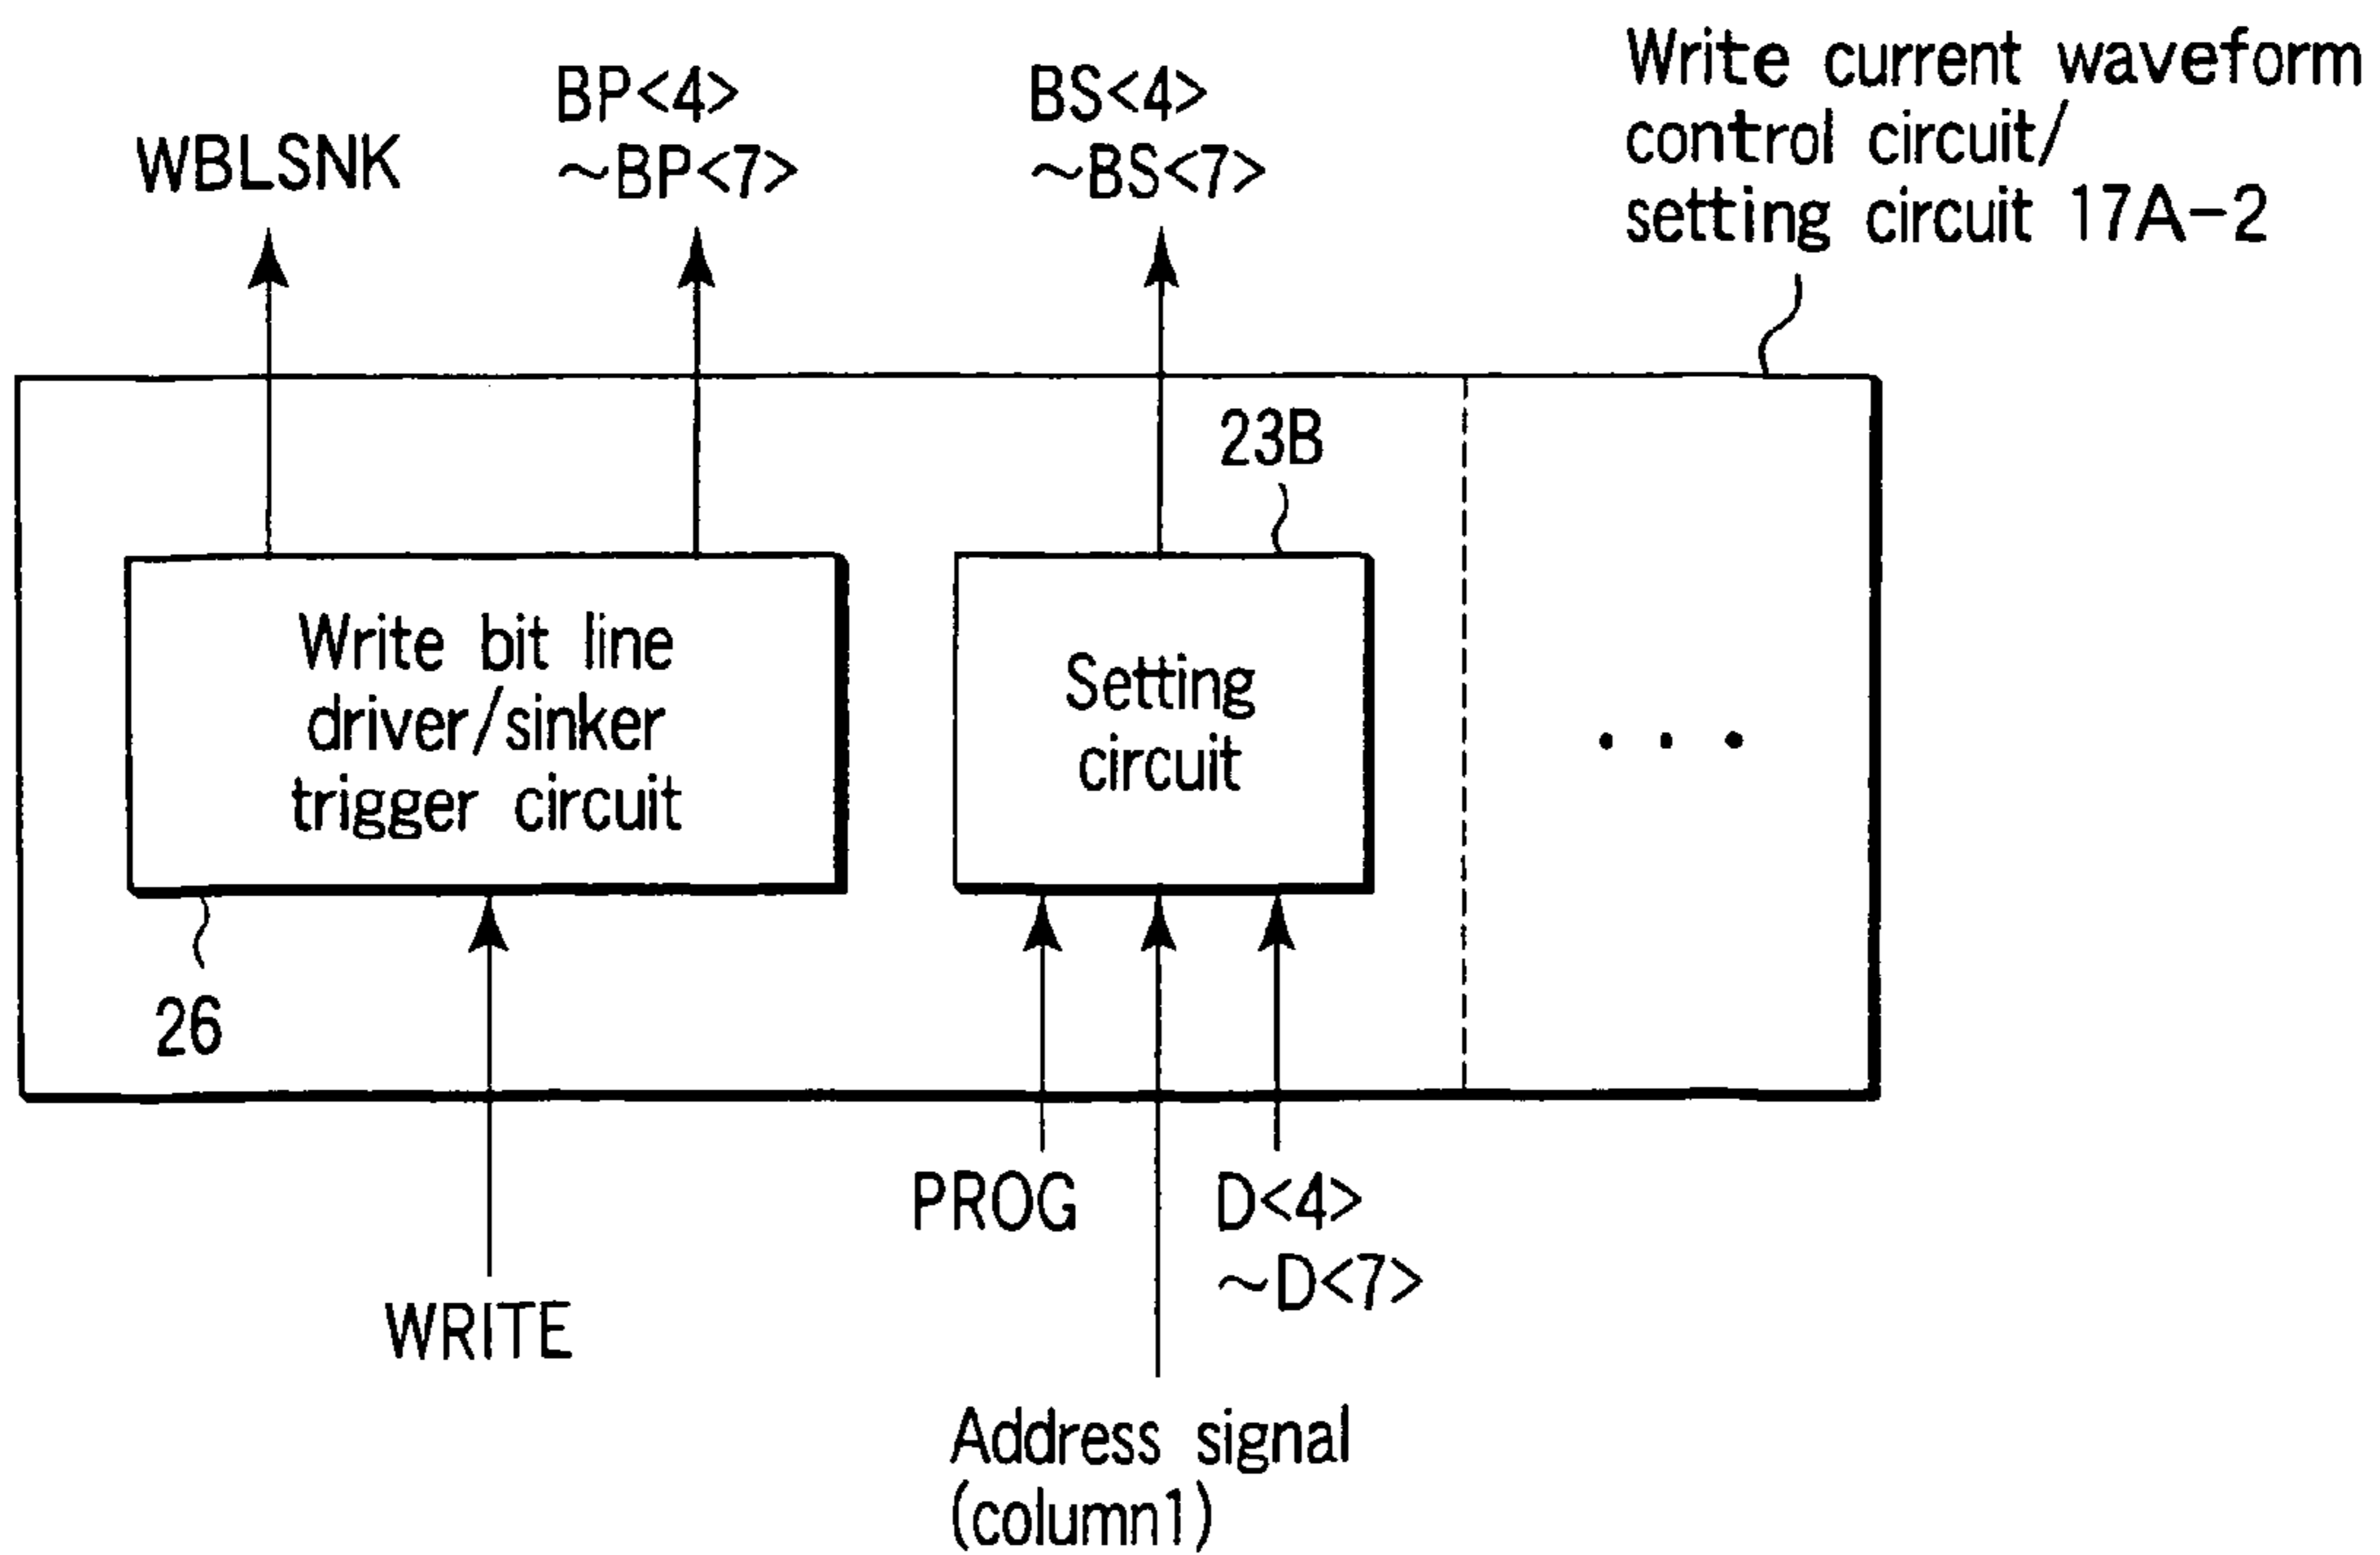 Write current waveform
control circuit/
setting circuit 17A-2
BP<4>
~BP<7>
BS<4>
~BS<7>
WBLSNK
23B
Write bit line
driver/sinker
trigger circuit
Setting
circuit
• • •
26
PROG
D<4>
~D<7>
WRITE
Address signal
(column1)